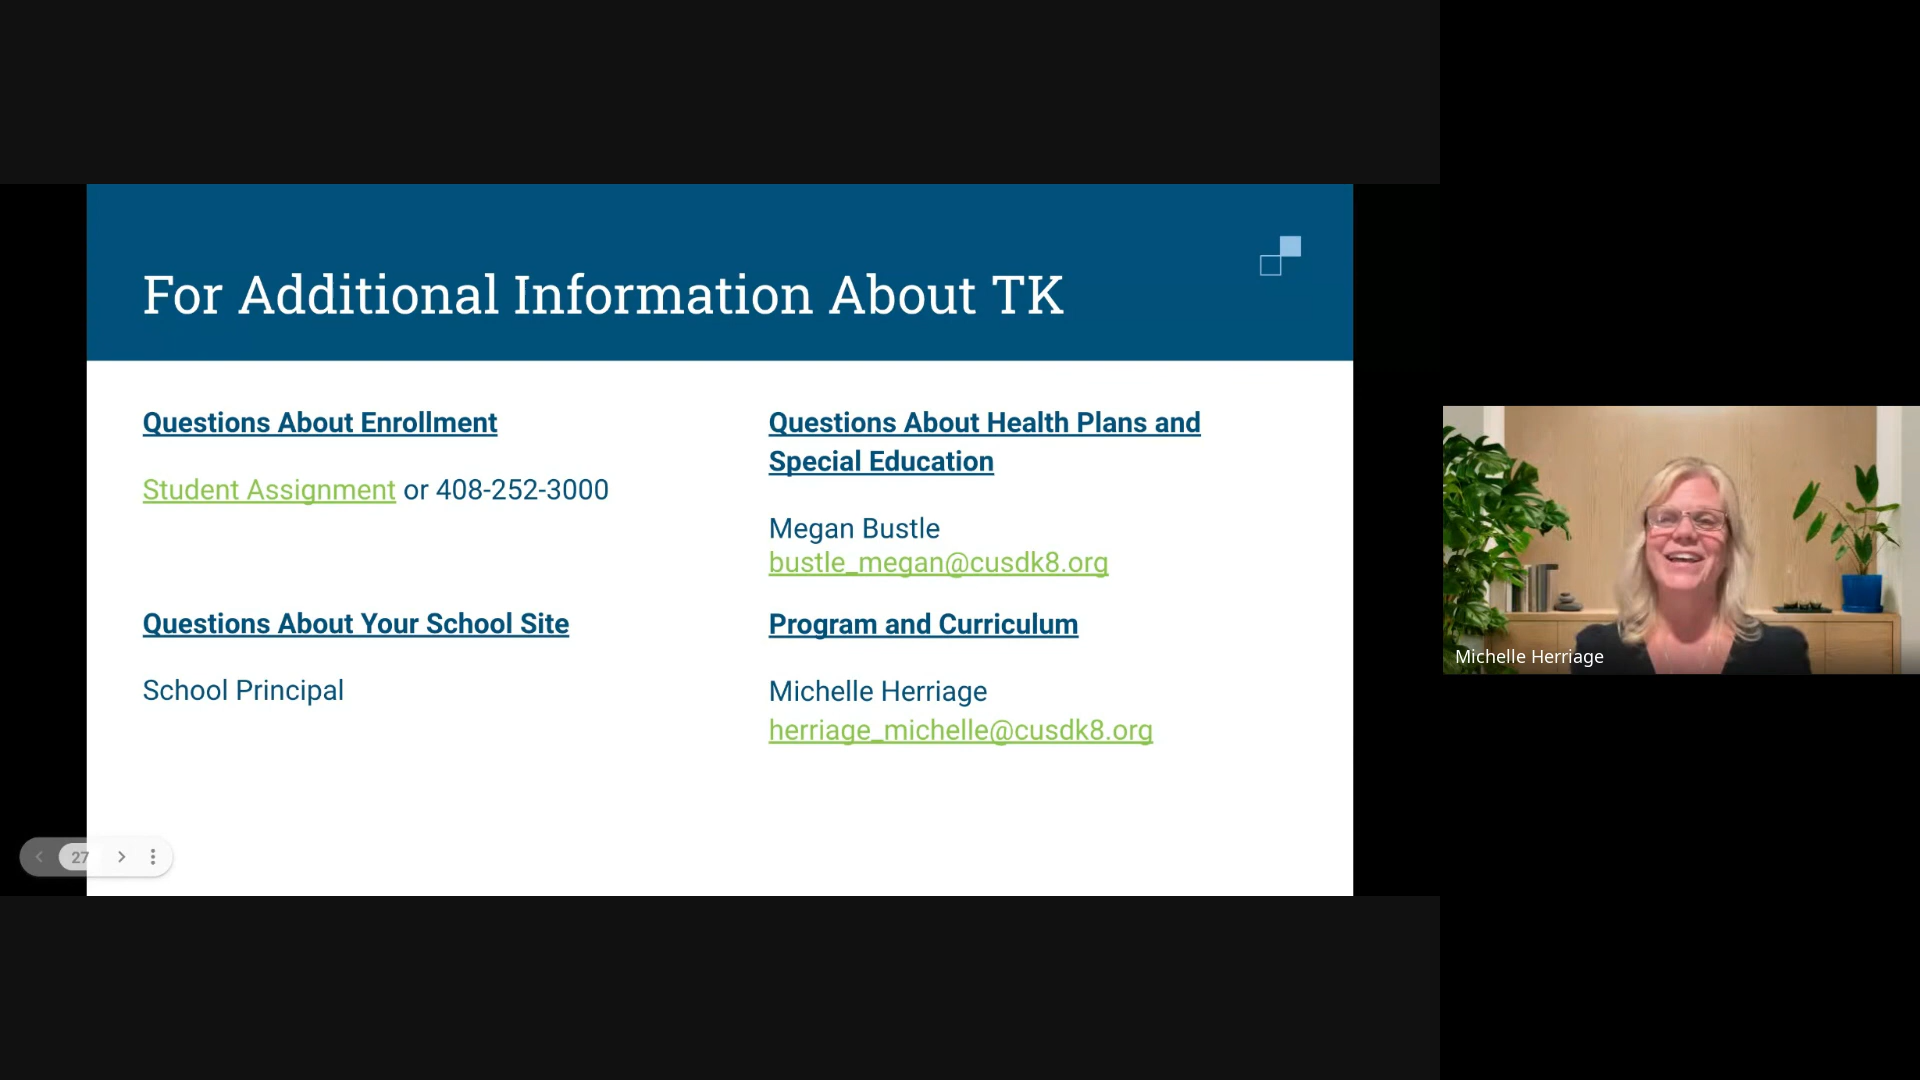 For Additional Information About TK
Questions About Enrollment
Student Assignment or 408-252-3000
Questions About Your School Site
School Principal
Questions About Health Plans and
Special Education
Megan Bustle
bustle_megan@cusdk8.org
Program and Curriculum
Michelle Herriage
herriage_michelle@cusdk8.org
27
Michelle Herriage